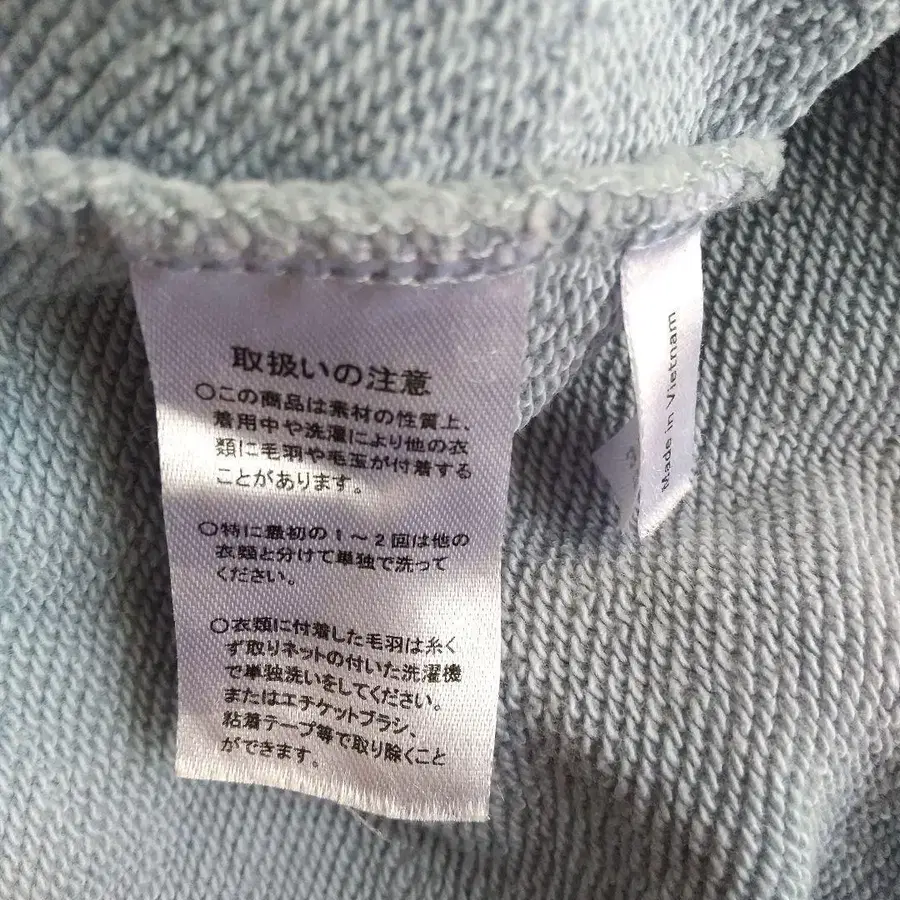 取扱いの注意
○この商品は素材の性質上、
着用中や洗濯により他の衣
類に毛羽や毛玉が付着する
ことがあります。
○特に最初の1～2回は他の
衣類と分けて単独で洗って
ください。
○衣類に付着した毛羽は糸く
ず取りネットの付いた洗濯機
で単独洗いをしてください。
またはエチケットブラシ、
粘着テープ等で取り除くこと
ができます。
Made in Vietnam